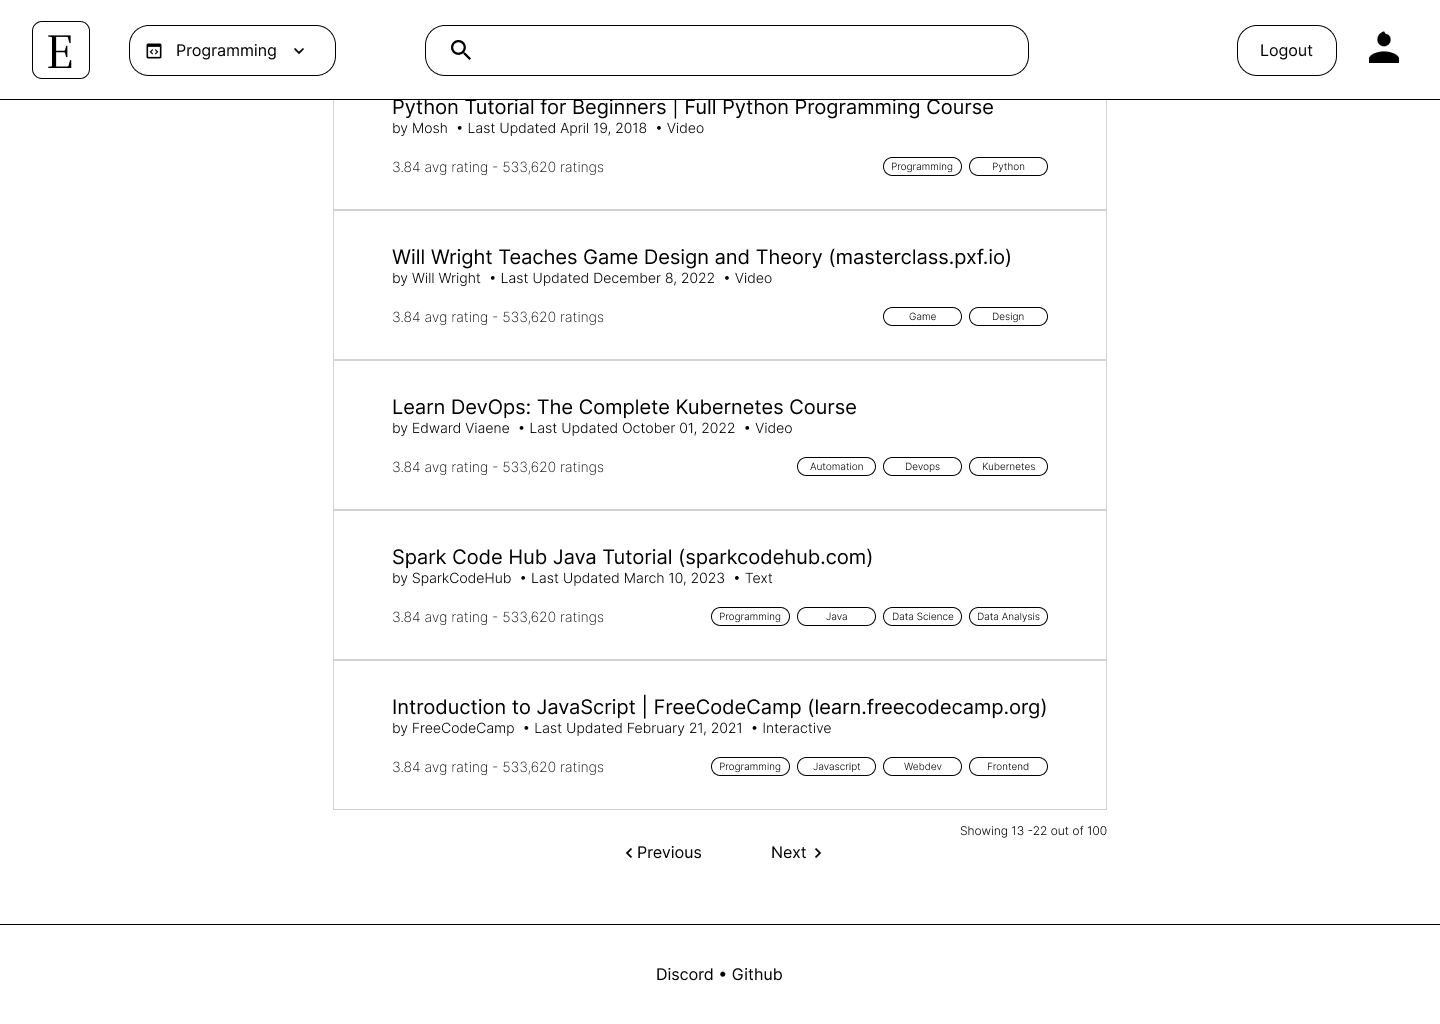 E
Programming
Logout
Python Tutorial for Beginners | Full Python Programming Course
by Mosh • Last Updated April 19, 2018 • Video
3.84 avg rating - 533,620 ratings
Programming
Python
Will Wright Teaches Game Design and Theory (masterclass.pxf.io)
by Will Wright • Last Updated December 8, 2022 • Video
3.84 avg rating - 533,620 ratings
Game
Design
Learn DevOps: The Complete Kubernetes Course
by Edward Viaene • Last Updated October 01, 2022 • Video
3.84 avg rating - 533,620 ratings
Automation
Devops
Kubernetes
Spark Code Hub Java Tutorial (sparkcodehub.com)
by SparkCodeHub • Last Updated March 10, 2023 • Text
3.84 avg rating - 533,620 ratings
Programming
Java
Data Science
Data Analysis
Introduction to JavaScript | FreeCodeCamp (learn.freecodecamp.org)
by FreeCodeCamp • Last Updated February 21, 2021 • Interactive
3.84 avg rating - 533,620 ratings
Programming
Javascript
Webdev
Frontend
Showing 13 -22 out of 100
Previous
Next
Discord • Github